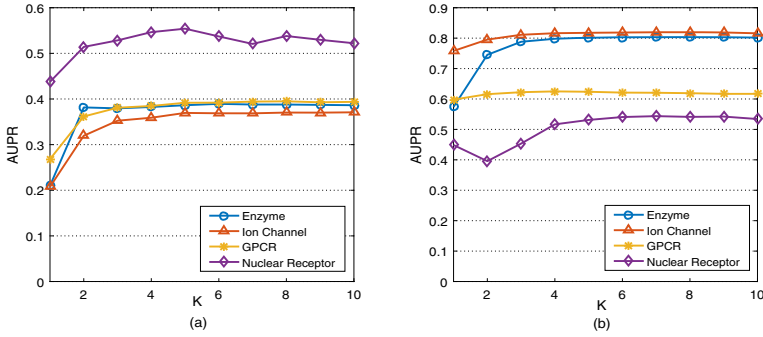 0.6
0.5
0.4
0.3
0.2
0.1
0
AUPR
2
4
6
8
10
K
Enzyme
Ion Channel
GPCR
Nuclear Receptor
(a)
0.9
0.8
0.7
0.6
0.5
0.4
0.3
0.2
0.1
0
AUPR
2
4
6
8
10
K
Enzyme
Ion Channel
GPCR
Nuclear Receptor
(b)